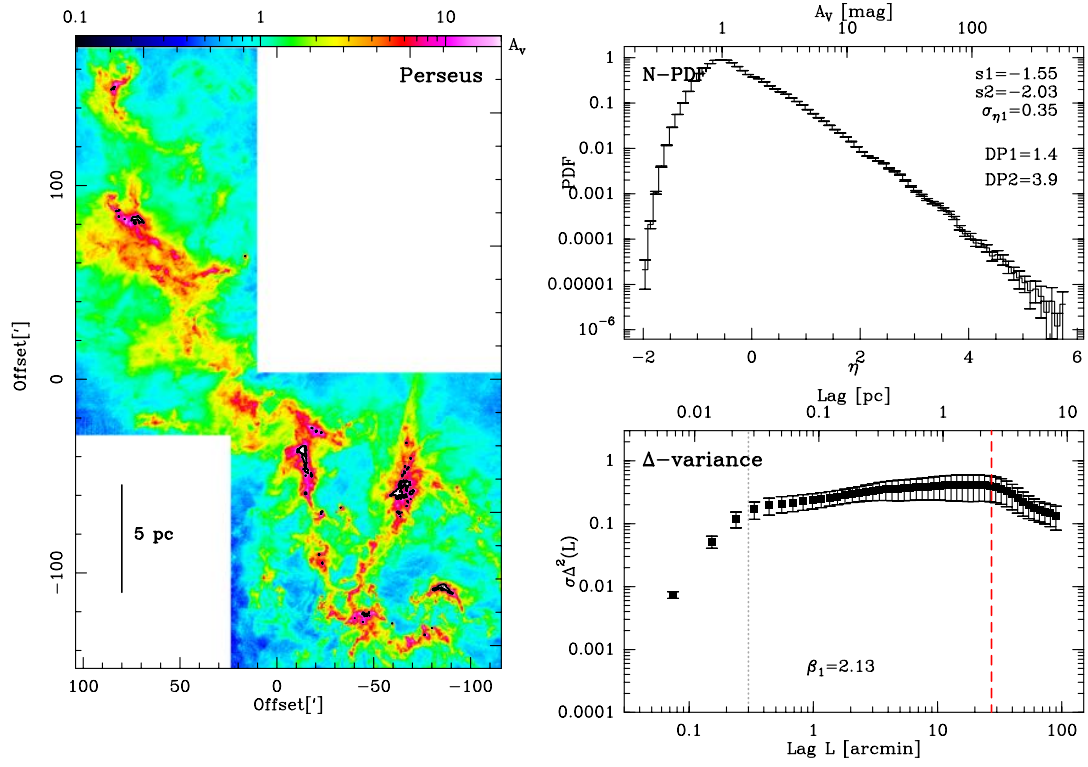 0.1 1 10
A_V
Perseus
100
0
−100
Offset[']
5 pc
100 50 0 −50 −100
Offset[']
A_V [mag]
1 10 100
N-PDF
s1=−1.55
s2=−2.03
σ_η1=0.35
DP1=1.4
DP2=3.9
PDF
1
0.1
0.01
0.001
0.0001
0.00001
10^−6
−2 0 2 4 6
η
Lag [pc]
0.01 0.1 1 10
Δ-variance
σΔ²(L)
1
0.1
0.01
0.001
0.0001
β₁=2.13
0.1 1 10 100
Lag L [arcmin]